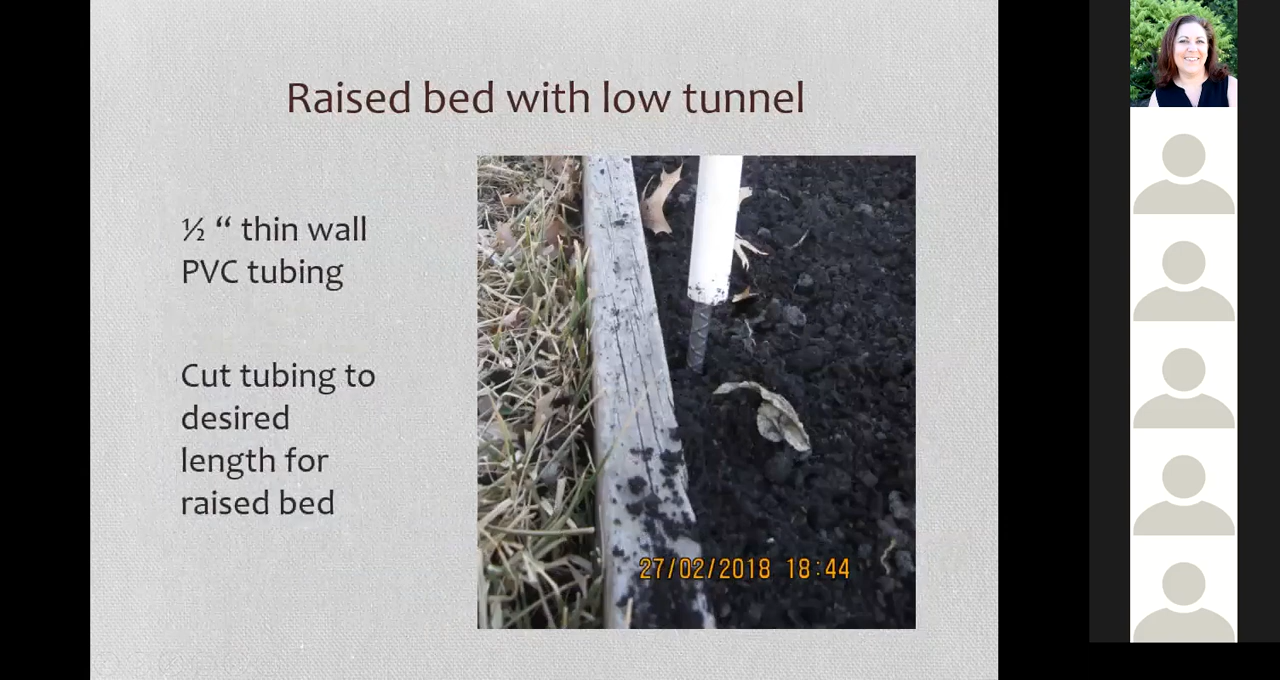 Raised bed with low tunnel
½ “ thin wall
PVC tubing
Cut tubing to
desired
length for
raised bed
27/02/2018 18:44